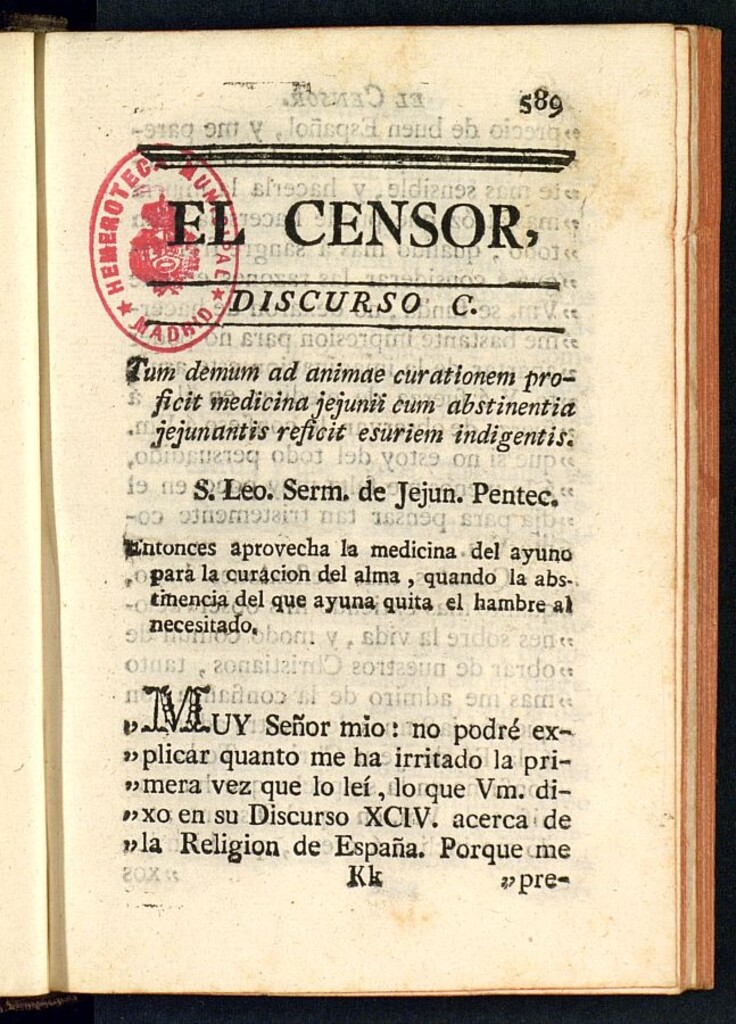 589
HEMEROTECA MUNICIPAL
MADRID
EL CENSOR,
DISCURSO C.
Tum demum ad animae curationem pro-
ficit medicina jejunii cum abstinentia
jejunantis reficit esuriem indigentis.
S. Leo. Serm. de Jejun. Pentec.
Entonces aprovecha la medicina del ayuno
para la curacion del alma, quando la abs-
tinencia del que ayuna quita el hambre al
necesitado.
„MUY Señor mio: no podré ex-
„plicar quanto me ha irritado la pri-
„mera vez que lo leí, lo que Vm. di-
„xo en su Discurso XCIV. acerca de
„la Religion de España. Porque me
Kk „pre-